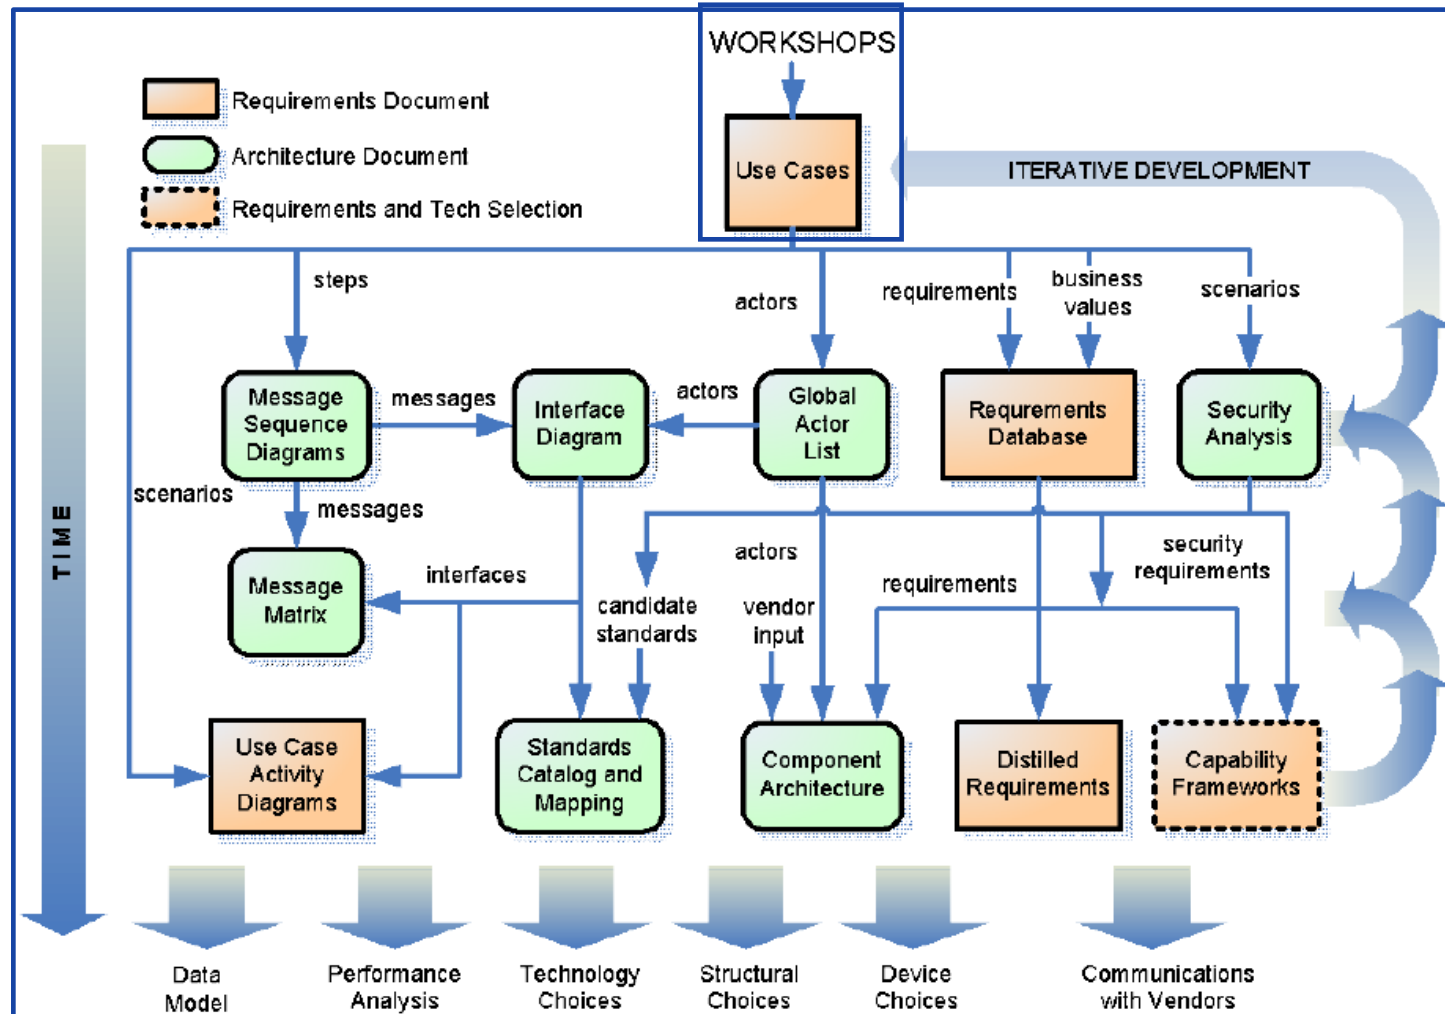 WORKSHOPS
Requirements Document
Architecture Document
Requirements and Tech Selection
Use Cases
ITERATIVE DEVELOPMENT
TIME
steps
actors
requirements
business
values
scenarios
Message
Sequence
Diagrams
messages
Interface
Diagram
actors
Global
Actor
List
Requrements
Database
Security
Analysis
scenarios
messages
Message
Matrix
interfaces
candidate
standards
actors
vendor
input
requirements
security
requirements
Use Case
Activity
Diagrams
Standards
Catalog and
Mapping
Component
Architecture
Distilled
Requirements
Capability
Frameworks
Data
Model
Performance
Analysis
Technology
Choices
Structural
Choices
Device
Choices
Communications
with Vendors